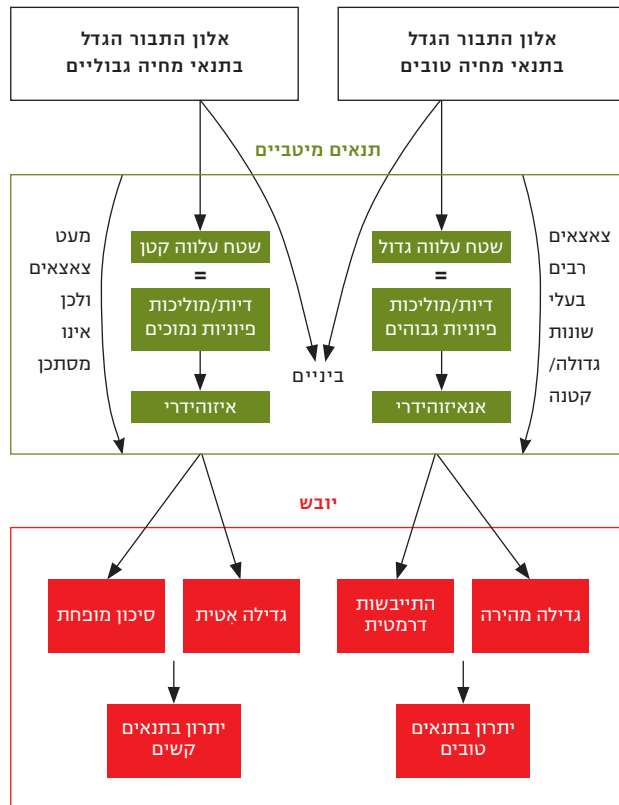 אלון התבור הגדל
בתנאי מחיה טובים
אלון התבור הגדל
בתנאי מחיה גבוליים
תנאים מיטביים
צאצאים
רבים
בעלי
שונות
גדולה/
קטנה
שטח עלווה גדול
=
דיות/מוליכות
פיוניות גבוהים
אנאיזוהידרי
ביניים
שטח עלווה קטן
=
דיות/מוליכות
פיוניות נמוכים
איזוהידרי
מעט
צאצאים
ולכן
אינו
מסתכן
יובש
גדילה מהירה
התייבשות
דרמטית
גדילה אִטית
סיכון מופחת
יתרון בתנאים
טובים
יתרון בתנאים
קשים